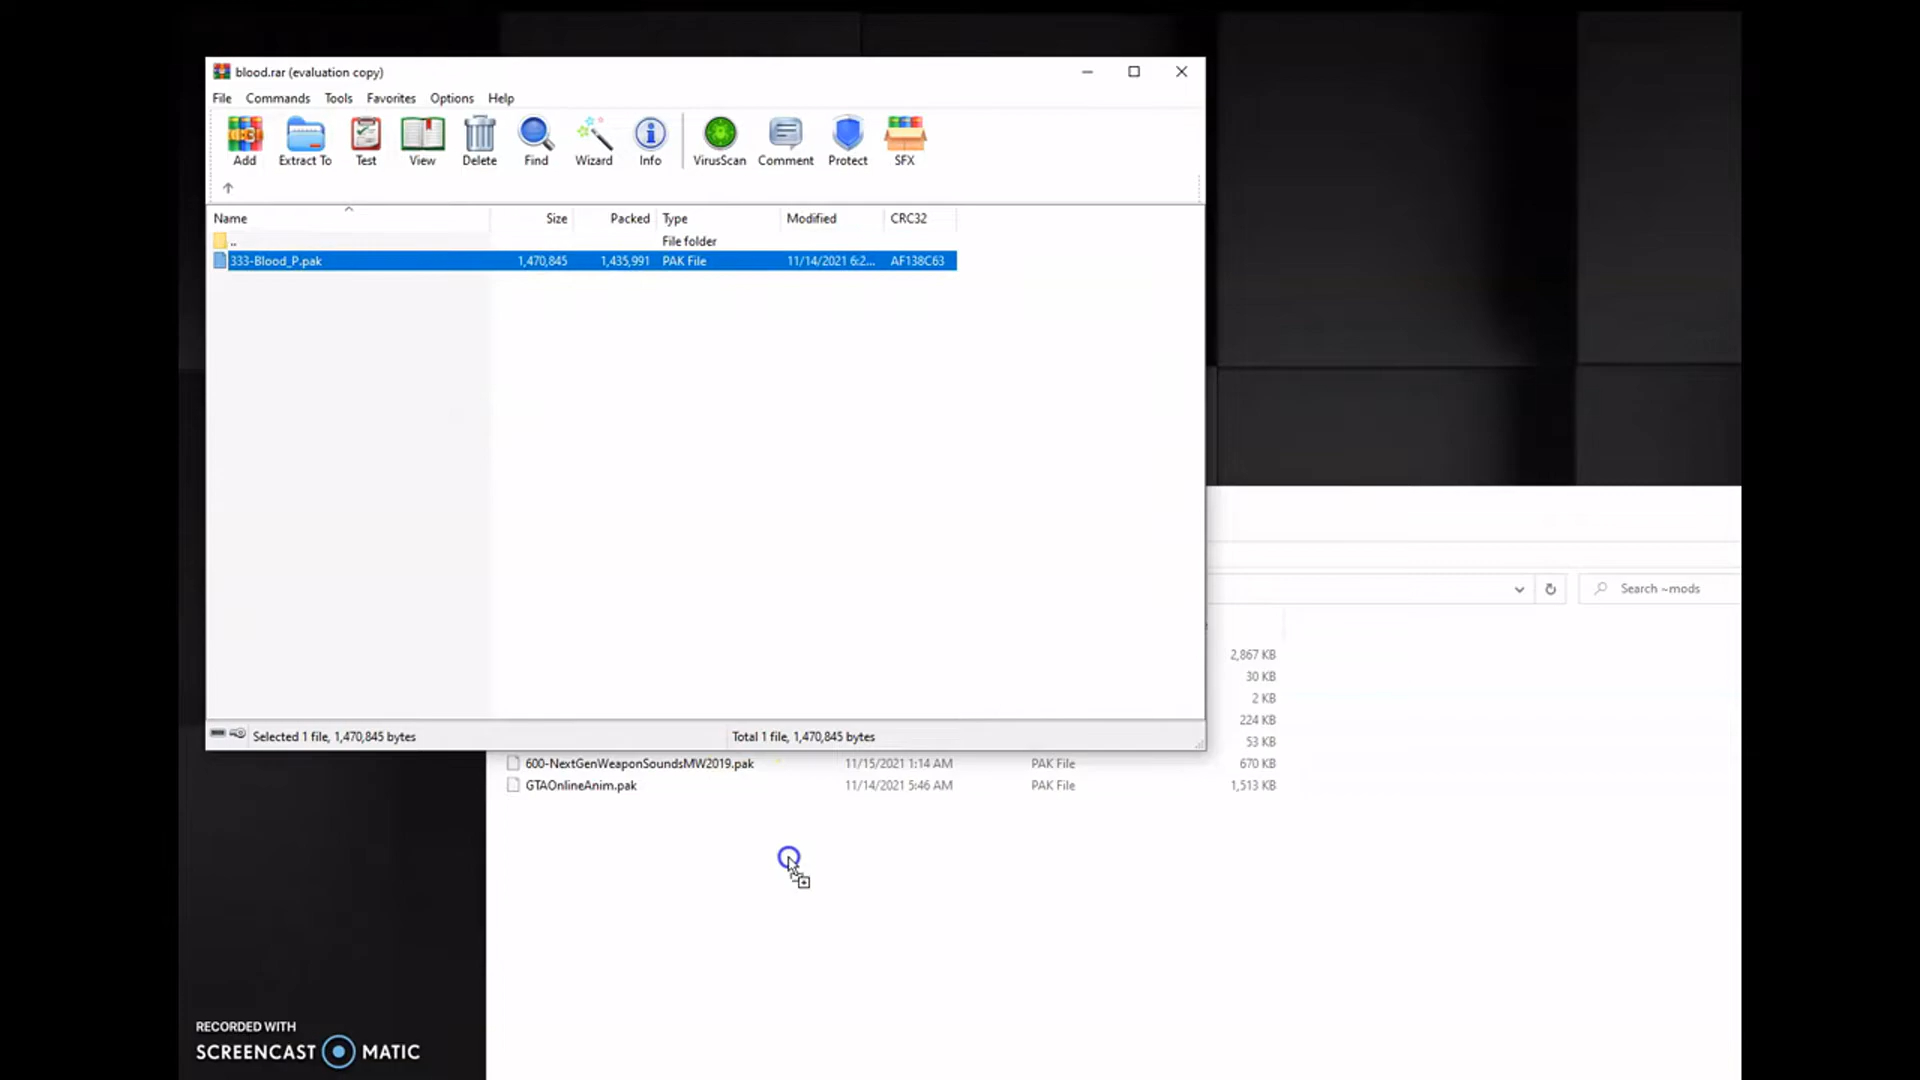 blood.rar (evaluation copy)
File Commands Tools Favorites Options Help
Add Extract To Test View Delete Find Wizard Info VirusScan Comment Protect SFX
Name Size Packed Type Modified CRC32
.. File folder
333-Blood_P.pak 1,470,845 1,435,991 PAK File 11/14/2021 6:2... AF138C63
Search ~mods
2,867 KB
30 KB
2 KB
224 KB
53 KB
Selected 1 file, 1,470,845 bytes Total 1 file, 1,470,845 bytes
600-NextGenWeaponSoundsMW2019.pak 11/15/2021 1:14 AM PAK File 670 KB
GTAOnlineAnim.pak 11/14/2021 5:46 AM PAK File 1,513 KB
RECORDED WITH
SCREENCAST MATIC